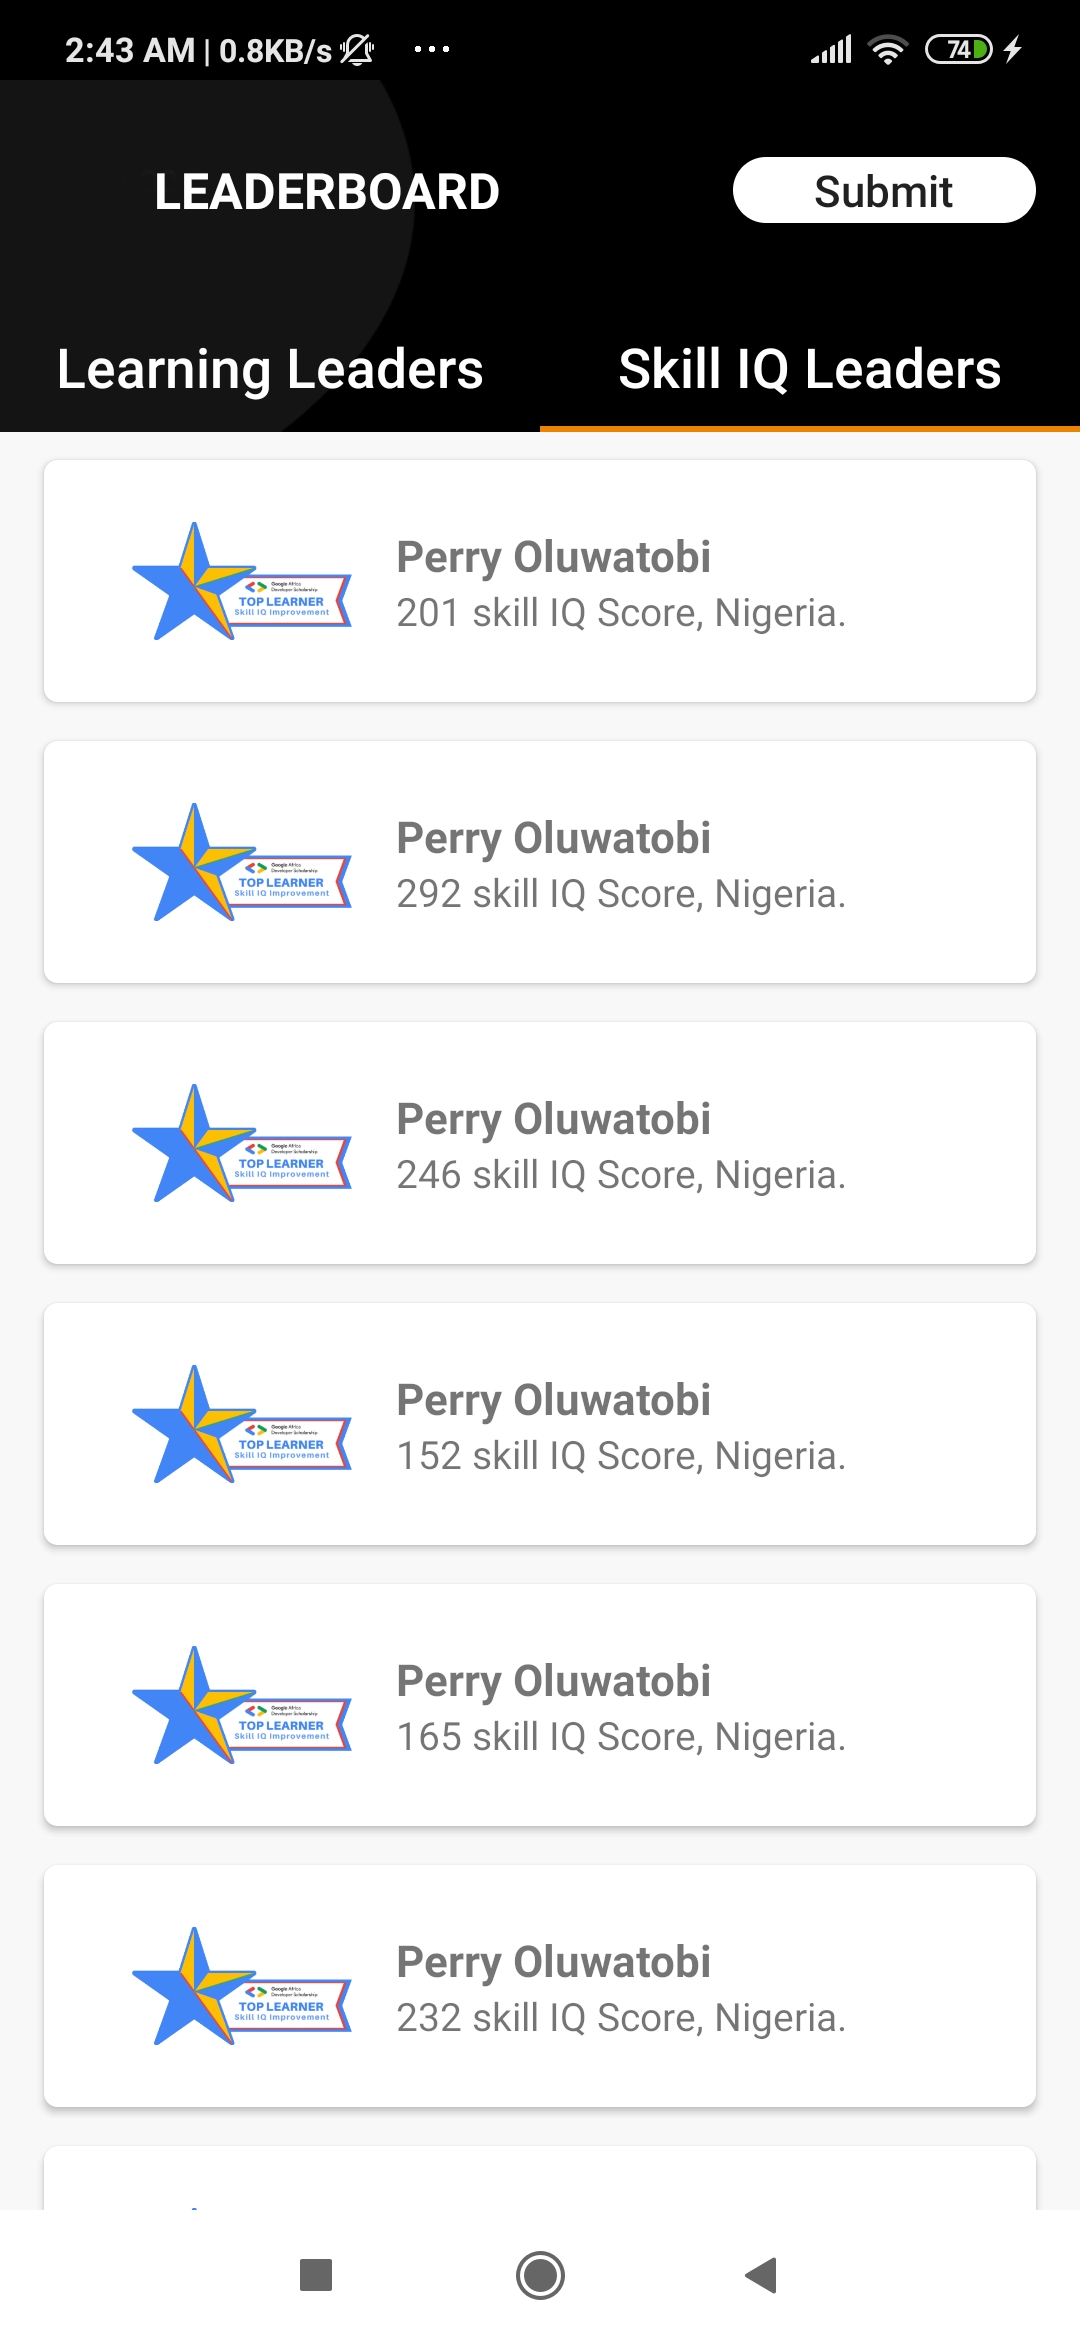 2:43 AM | 0.8KB/s ... 74
LEADERBOARD
Submit
Learning Leaders
Skill IQ Leaders
Perry Oluwatobi
201 skill IQ Score, Nigeria.
Google Africa
Developer Scholarship
TOP LEARNER
Skill IQ Improvement
Perry Oluwatobi
292 skill IQ Score, Nigeria.
Google Africa
Developer Scholarship
TOP LEARNER
Skill IQ Improvement
Perry Oluwatobi
246 skill IQ Score, Nigeria.
Google Africa
Developer Scholarship
TOP LEARNER
Skill IQ Improvement
Perry Oluwatobi
152 skill IQ Score, Nigeria.
Google Africa
Developer Scholarship
TOP LEARNER
Skill IQ Improvement
Perry Oluwatobi
165 skill IQ Score, Nigeria.
Google Africa
Developer Scholarship
TOP LEARNER
Skill IQ Improvement
Perry Oluwatobi
232 skill IQ Score, Nigeria.
Google Africa
Developer Scholarship
TOP LEARNER
Skill IQ Improvement